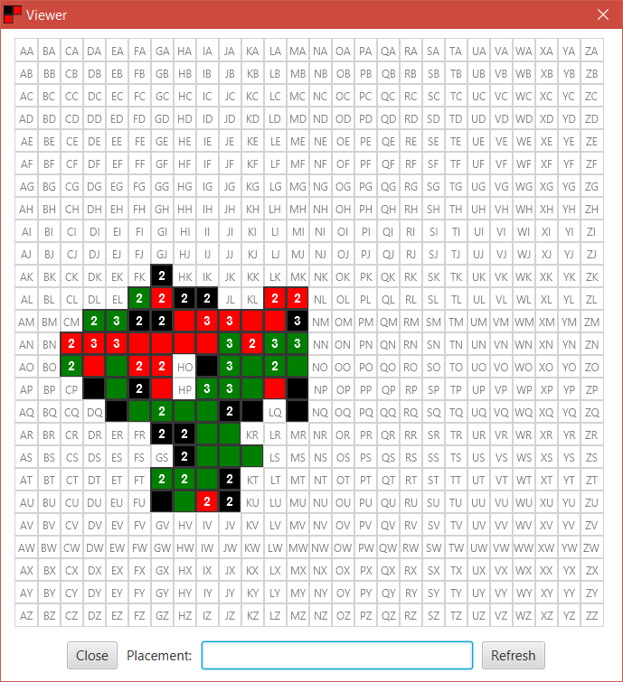 Viewer
AA BA CA DA EA FA GA HA IA JA KA LA MA NA OA PA QA RA SA TA UA VA WA XA YA ZA
AB BB CB DB EB FB GB HB IB JB KB LB MB NB OB PB QB RB SB TB UB VB WB XB YB ZB
AC BC CC DC EC FC GC HC IC JC KC LC MC NC OC PC QC RC SC TC UC VC WC XC YC ZC
AD BD CD DD ED FD GD HD ID JD KD LD MD ND OD PD QD RD SD TD UD VD WD XD YD ZD
AE BE CE DE EE FE GE HE IE JE KE LE ME NE OE PE QE RE SE TE UE VE WE XE YE ZE
AF BF CF DF EF FF GF HF IF JF KF LF MF NF OF PF QF RF SF TF UF VF WF XF YF ZF
AG BG CG DG EG FG GG HG IG JG KG LG MG NG OG PG QG RG SG TG UG VG WG XG YG ZG
AH BH CH DH EH FH GH HH IH JH KH LH MH NH OH PH QH RH SH TH UH VH WH XH YH ZH
AI BI CI DI EI FI GI HI II JI KI LI MI NI OI PI QI RI SI TI UI VI WI XI YI ZI
AJ BJ CJ DJ EJ FJ GJ HJ IJ JJ KJ LJ MJ NJ OJ PJ QJ RJ SJ TJ UJ VJ WJ XJ YJ ZJ
AK BK CK DK EK FK 2 HK IK JK KK LK MK NK OK PK QK RK SK TK UK VK WK XK YK ZK
AL BL CL DL EL 2 2 2 2 JL KL 2 2 NL OL PL QL RL SL TL UL VL WL XL YL ZL
AM BM CM 2 3 2 2 3 3 3 NM OM PM QM RM SM TM UM VM WM XM YM ZM
AN BN 2 3 3 3 2 3 3 NN ON PN QN RN SN TN UN VN WN XN YN ZN
AO BO 2 2 2 HO 3 2 NO OO PO QO RO SO TO UO VO WO XO YO ZO
AP BP CP 2 HP 3 3 NP OP PP QP RP SP TP UP VP WP XP YP ZP
AQ BQ CQ DQ 2 2 LQ NQ OQ PQ QQ RQ SQ TQ UQ VQ WQ XQ YQ ZQ
AR BR CR DR ER FR 2 2 KR LR MR NR OR PR QR RR SR TR UR VR WR XR YR ZR
AS BS CS DS ES FS GS 2 LS MS NS OS PS QS RS SS TS US VS WS XS YS ZS
AT BT CT DT ET FT 2 2 2 KT LT MT NT OT PT QT RT ST TT UT VT WT XT YT ZT
AU BU CU DU EU FU 2 2 KU LU MU NU OU PU QU RU SU TU UU VU WU XU YU ZU
AV BV CV DV EV FV GV HV IV JV KV LV MV NV OV PV QV RV SV TV UV VV WV XV YV ZV
AW BW CW DW EW FW GW HW IW JW KW LW MW NW OW PW QW RW SW TW UW VW WW XW YW ZW
AX BX CX DX EX FX GX HX IX JX KX LX MX NX OX PX QX RX SX TX UX VX WX XX YX ZX
AY BY CY DY EY FY GY HY IY JY KY LY MY NY OY PY QY RY SY TY UY VY WY XY YY ZY
AZ BZ CZ DZ EZ FZ GZ HZ IZ JZ KZ LZ MZ NZ OZ PZ QZ RZ SZ TZ UZ VZ WZ XZ YZ ZZ
Close Placement: Refresh